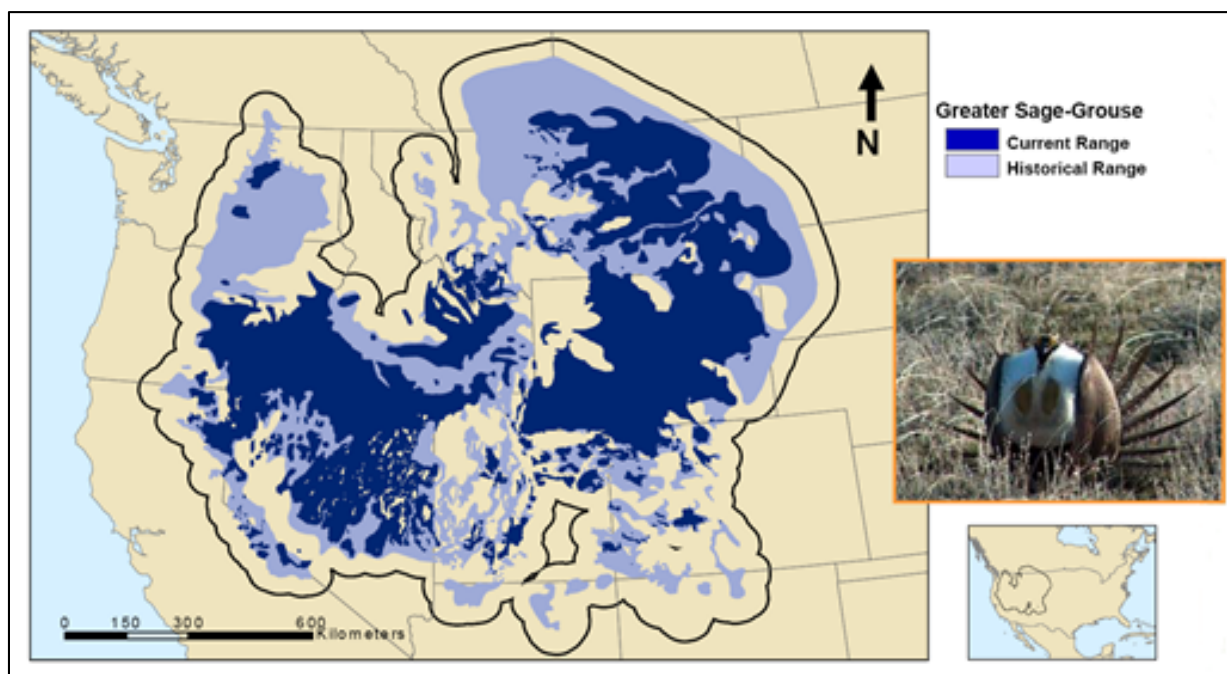 N
Greater Sage-Grouse
Current Range
Historical Range
0 150 300 600
Kilometers